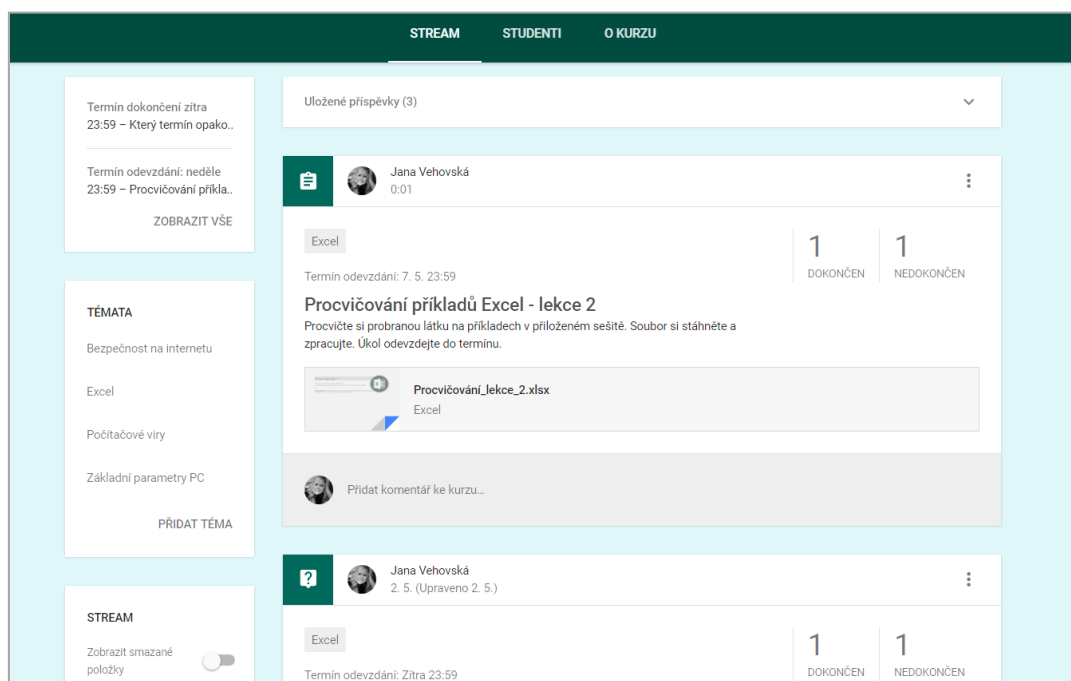 STREAM STUDENTI O KURZU
Termín dokončení zítra
23:59 – Který termín opako..
Termín odevzdání: neděle
23:59 – Procvičování příkla..
ZOBRAZIT VŠE
TÉMATA
Bezpečnost na internetu
Excel
Počítačové viry
Základní parametry PC
PŘIDAT TÉMA
STREAM
Zobrazit smazané
položky
Uložené příspěvky (3)
Jana Vehovská
0:01
Excel
Termín odevzdání: 7. 5. 23:59
1 1
DOKONČEN NEDOKONČEN
Procvičování příkladů Excel - lekce 2
Procvičte si probranou látku na příkladech v přiloženém sešitě. Soubor si stáhněte a
zpracujte. Úkol odevzdejte do termínu.
Procvičování_lekce_2.xlsx
Excel
Přidat komentář ke kurzu...
Jana Vehovská
2. 5. (Upraveno 2. 5.)
Excel
Termín odevzdání: Zítra 23:59
1 1
DOKONČEN NEDOKONČEN